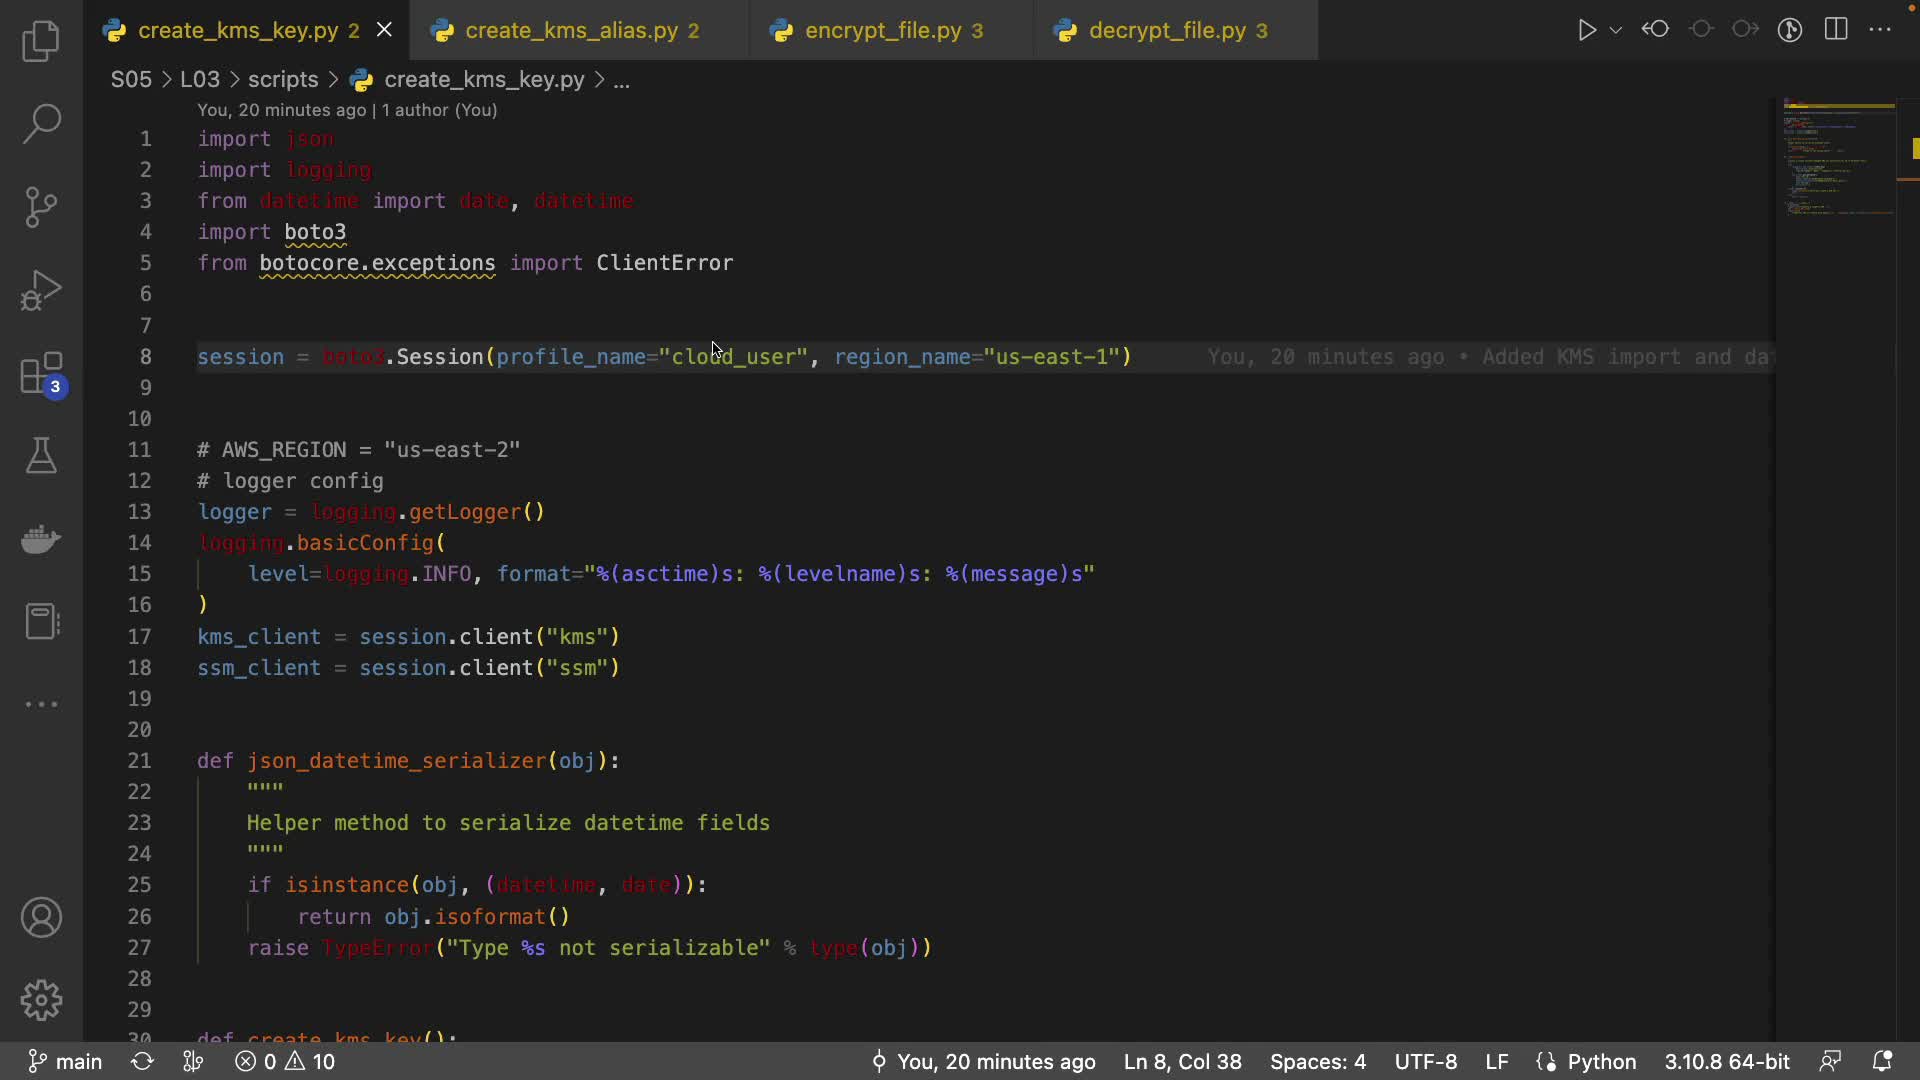 create_kms_key.py 2
create_kms_alias.py 2
encrypt_file.py 3
decrypt_file.py 3
S05 > L03 > scripts > create_kms_key.py > ...
You, 20 minutes ago | 1 author (You)
1 import json
2 import logging
3 from datetime import date, datetime
4 import boto3
5 from botocore.exceptions import ClientError
6
7
8 session = boto3.Session(profile_name="cloud_user", region_name="us-east-1") You, 20 minutes ago • Added KMS import and da
9
10
11 # AWS_REGION = "us-east-2"
12 # logger config
13 logger = logging.getLogger()
14 logging.basicConfig(
15 level=logging.INFO, format="%(asctime)s: %(levelname)s: %(message)s"
16 )
17 kms_client = session.client("kms")
18 ssm_client = session.client("ssm")
19
20
21 def json_datetime_serializer(obj):
22 """
23 Helper method to serialize datetime fields
24 """
25 if isinstance(obj, (datetime, date)):
26 return obj.isoformat()
27 raise TypeError("Type %s not serializable" % type(obj))
28
29
30 def create_kms_key():
3
main
0 10
You, 20 minutes ago
Ln 8, Col 38
Spaces: 4
UTF-8
LF
Python
3.10.8 64-bit